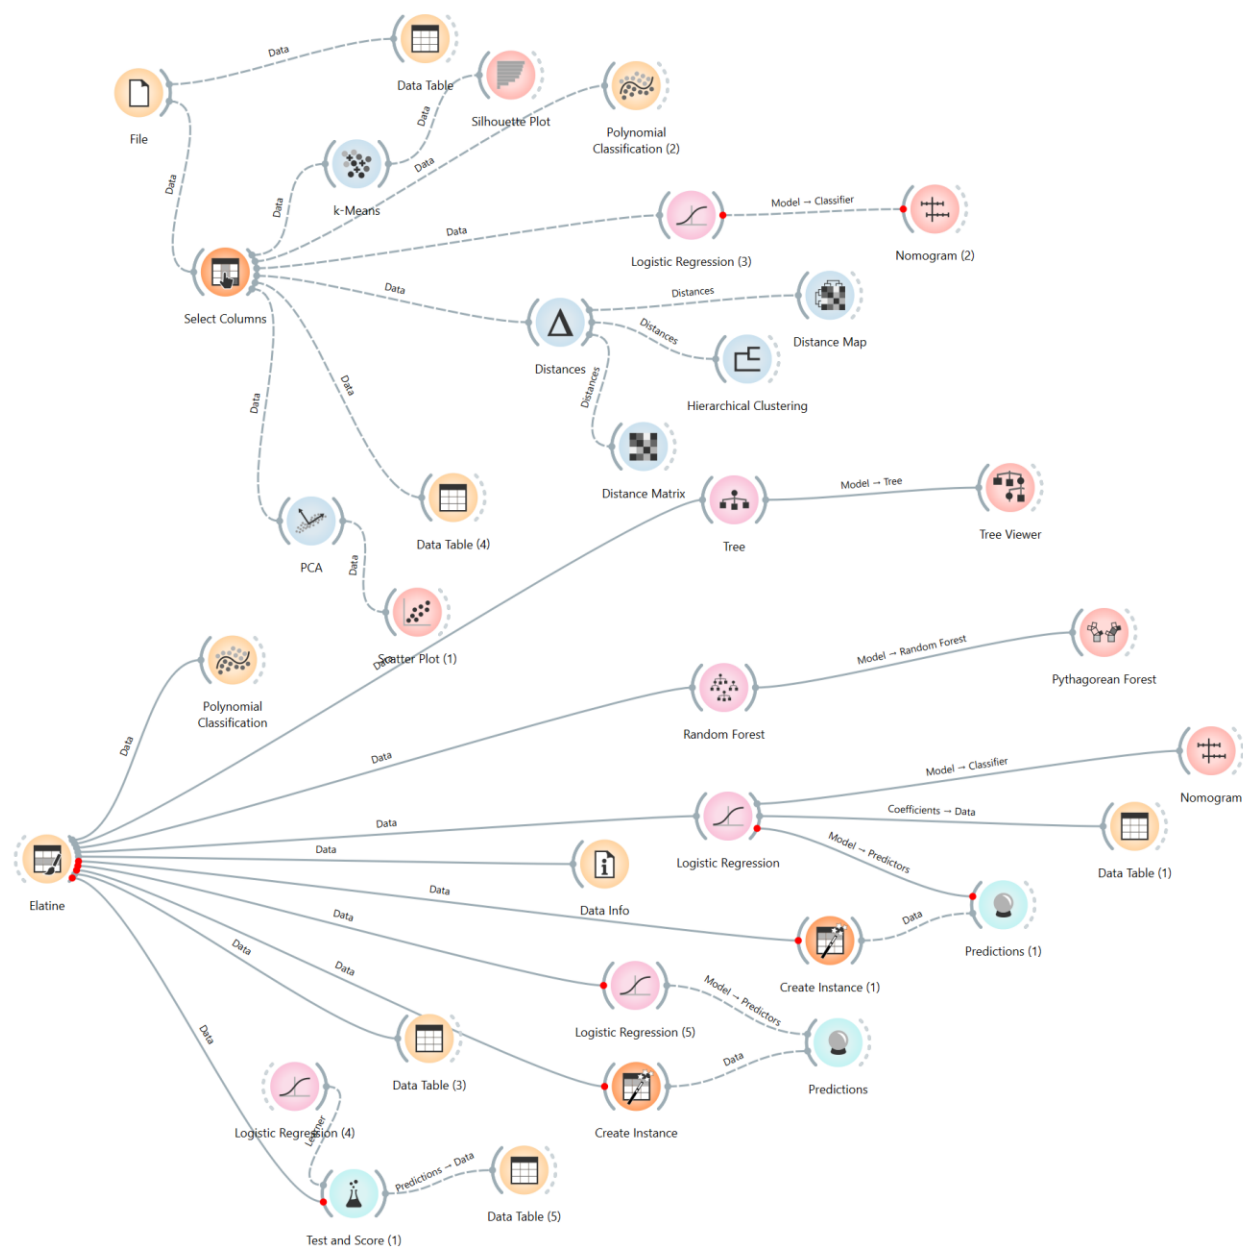 Data
Data Table
File
Data
Silhouette Plot
Polynomial
Classification (2)
Data
Data
k-Means
Data
Data
Model → Classifier
Logistic Regression (3)
Nomogram (2)
Select Columns
Data
Distances
Distance Map
Distances
Distances
Hierarchical Clustering
Distances
Distance Matrix
Data
Data
Data Table (4)
PCA
Data
Scatter Plot (1)
Model → Tree
Tree
Tree Viewer
Data
Polynomial
Classification
Data
Model → Random Forest
Pythagorean Forest
Random Forest
Data
Model → Classifier
Nomogram
Data
Coefficients → Data
Logistic Regression
Data Table (1)
Model → Predictors
Data
Data Info
Elatine
Data
Data
Predictions (1)
Create Instance (1)
Data
Model → Predictors
Logistic Regression (5)
Data
Data
Data
Predictions
Data Table (3)
Create Instance
Data
Logistic Regression (4)
Learner
Predictions → Data
Data Table (5)
Test and Score (1)